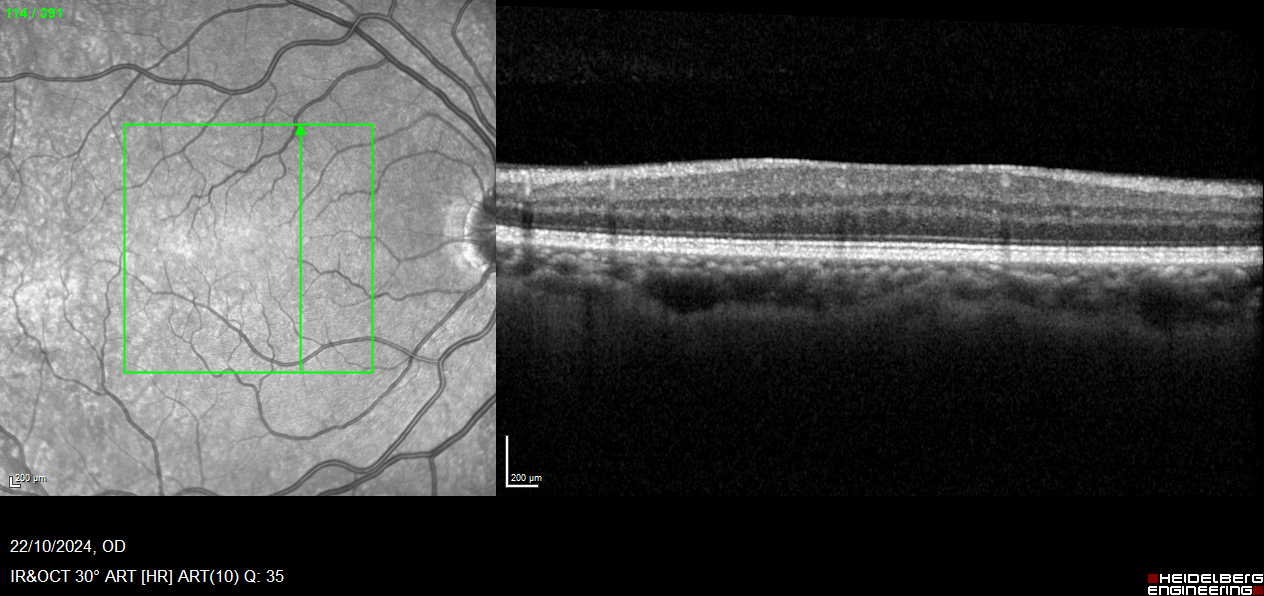 114 / 391
200 µm
200 µm
22/10/2024, OD
IR&OCT 30° ART [HR] ART(10) Q: 35
HEIDELBERG
ENGINEERING